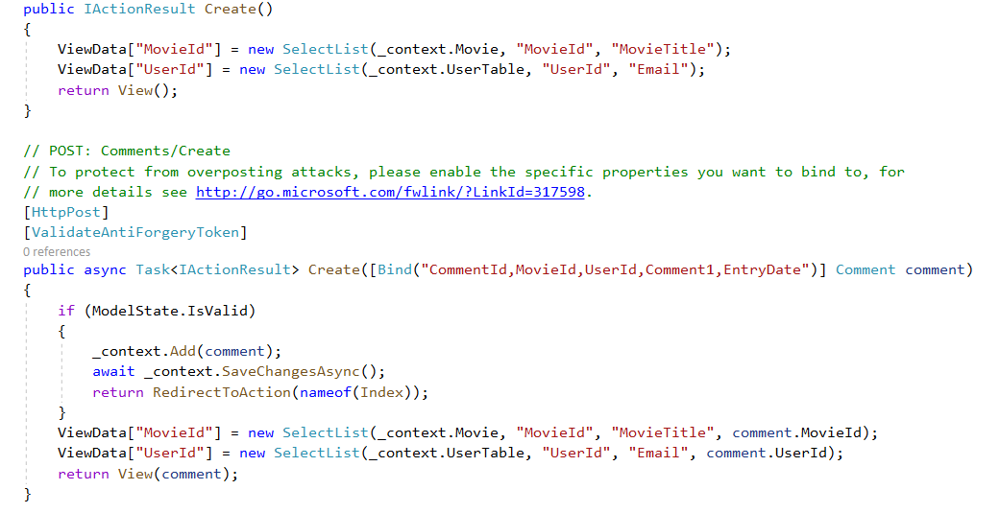 public IActionResult Create()
{
ViewData["MovieId"] = new SelectList(_context.Movie, "MovieId", "MovieTitle");
ViewData["UserId"] = new SelectList(_context.UserTable, "UserId", "Email");
return View();
}
// POST: Comments/Create
// To protect from overposting attacks, please enable the specific properties you want to bind to, for
// more details see http://go.microsoft.com/fwlink/?LinkId=317598.
[HttpPost]
[ValidateAntiForgeryToken]
0 references
public async Task<IActionResult> Create([Bind("CommentId,MovieId,UserId,Comment1,EntryDate")] Comment comment)
{
if (ModelState.IsValid)
{
_context.Add(comment);
await _context.SaveChangesAsync();
return RedirectToAction(nameof(Index));
}
ViewData["MovieId"] = new SelectList(_context.Movie, "MovieId", "MovieTitle", comment.MovieId);
ViewData["UserId"] = new SelectList(_context.UserTable, "UserId", "Email", comment.UserId);
return View(comment);
}